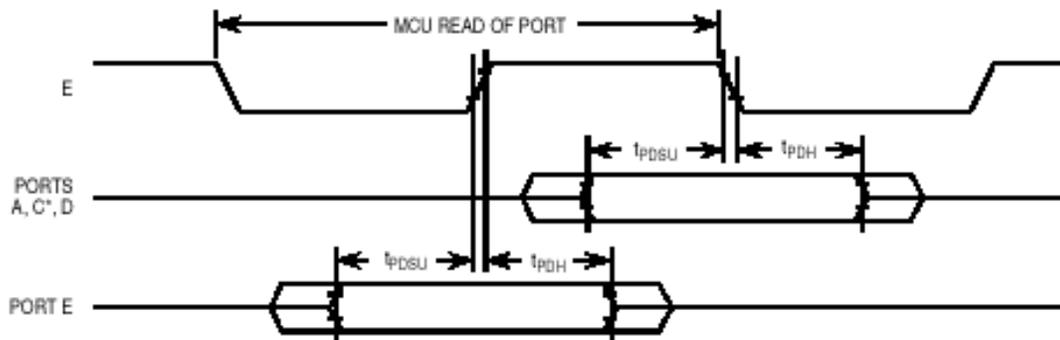 MCU READ OF PORT
E
tPDSU
tPDH
PORTS
A, C*, D
tPDSU
tPDH
PORT E